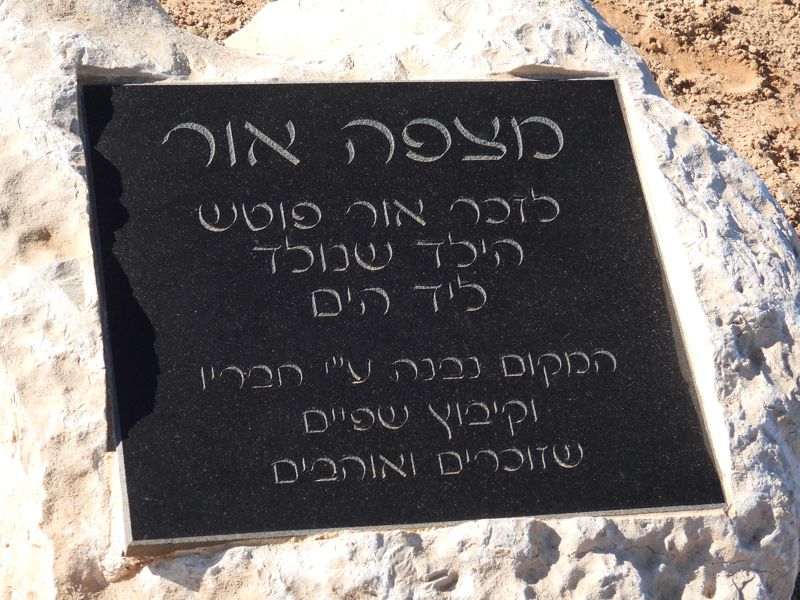 מצפה אור
לזכר אור פוטש
הילד שנולד
ליד הים
המקום נבנה ע"י חבריו
וקיבוץ שפיים
שזוכרים ואוהבים